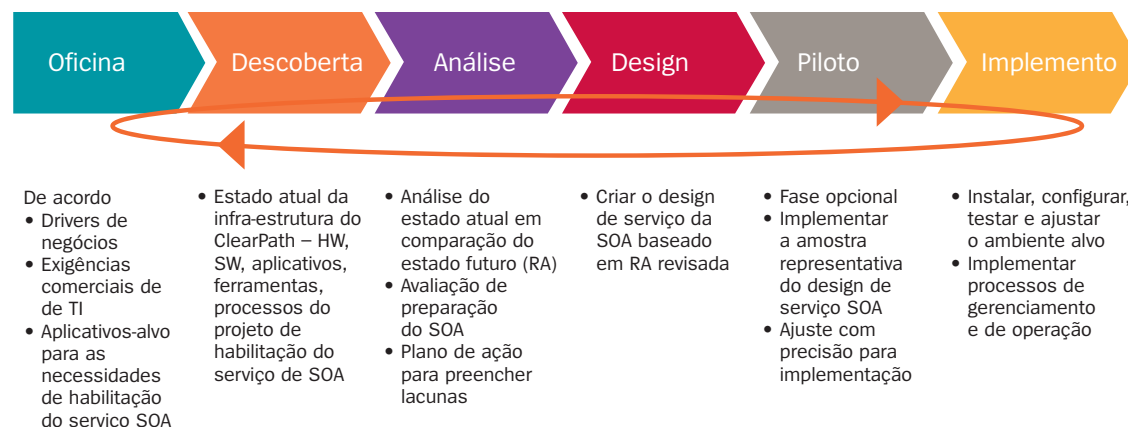 Oficina
Descoberta
Análise
Design
Piloto
Implemento
De acordo
• Drivers de
negócios
• Exigências
comerciais de
de TI
• Aplicativos-alvo
para as
necessidades
de habilitação
do serviço SOA
• Estado atual da
infra-estrutura do
ClearPath – HW,
SW, aplicativos,
ferramentas,
processos do
projeto de
habilitação do
serviço de SOA
• Análise do
estado atual em
comparação do
estado futuro (RA)
• Avaliação de
preparação
do SOA
• Plano de ação
para preencher
lacunas
• Criar o design
de serviço da
SOA baseado
em RA revisada
• Fase opcional
• Implementar
a amostra
representativa
do design de
serviço SOA
• Ajuste com
precisão para
implementação
• Instalar, configurar,
testar e ajustar
o ambiente alvo
• Implementar
processos de
gerenciamento
e de operação